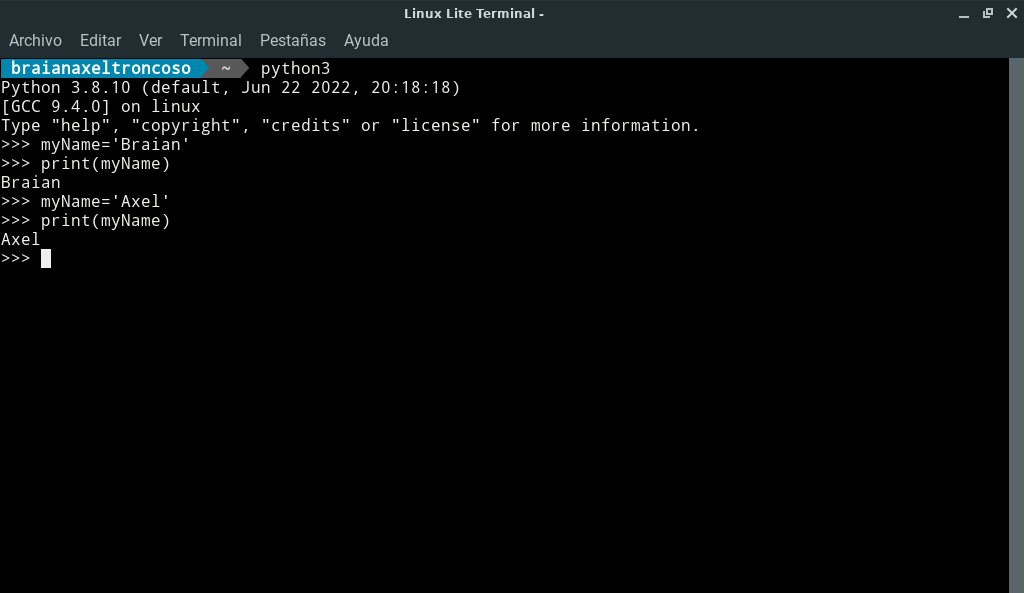 Linux Lite Terminal -
Archivo Editar Ver Terminal Pestañas Ayuda
braianaxeltroncoso ~ python3
Python 3.8.10 (default, Jun 22 2022, 20:18:18)
[GCC 9.4.0] on linux
Type "help", "copyright", "credits" or "license" for more information.
>>> myName='Braian'
>>> print(myName)
Braian
>>> myName='Axel'
>>> print(myName)
Axel
>>>